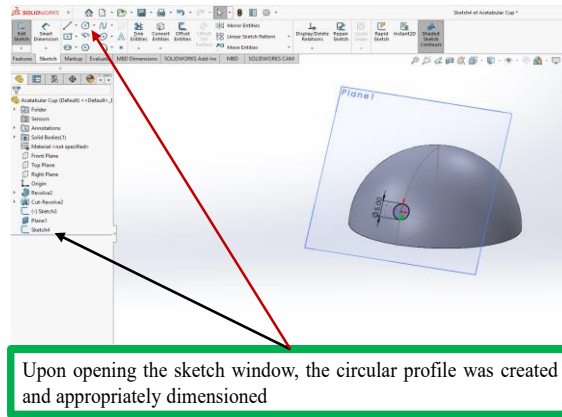 SOLIDWORKS
Sketch4 of Acetabular Cup *
Exit Sketch
Smart Dimension
Trim Entities
Convert Entities
Offset Entities
Mirror Entities
Linear Sketch Pattern
Move Entities
Display/Delete Relations
Repair Sketch
Rapid Sketch
Instant2D
Shaded Sketch Contours
Features Sketch Markup Evaluate MBD Dimensions SOLIDWORKS Add-Ins MBD SOLIDWORKS CAM
Acetabular Cup (Default) <<Default>_
Folder
Sensors
Annotations
Solid Bodies(1)
Material <not specified>
Front Plane
Top Plane
Right Plane
Origin
Revolve2
Cut-Revolve2
(-) Sketch3
Plane1
Sketch4
Plane1
Ø5.00
Upon opening the sketch window, the circular profile was created
and appropriately dimensioned